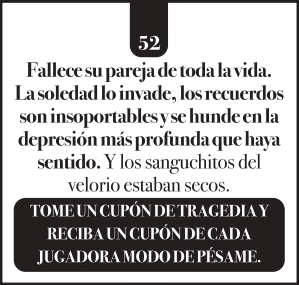 52
Fallece su pareja de toda la vida.
La soledad lo invade, los recuerdos
son insoportables y se hunde en la
depresión más profunda que haya
sentido. Y los sanguchitos del
velorio estaban secos.
TOME UN CUPÓN DE TRAGEDIA Y
RECIBA UN CUPÓN DE CADA
JUGADORA MODO DE PÉSAME.